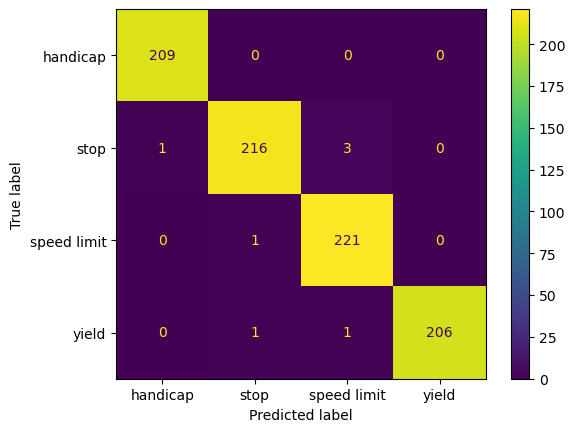 handicap 209 0 0 0
stop 1 216 3 0
speed limit 0 1 221 0
yield 0 1 1 206
handicap stop speed limit yield
Predicted label
True label
200
175
150
125
100
75
50
25
0